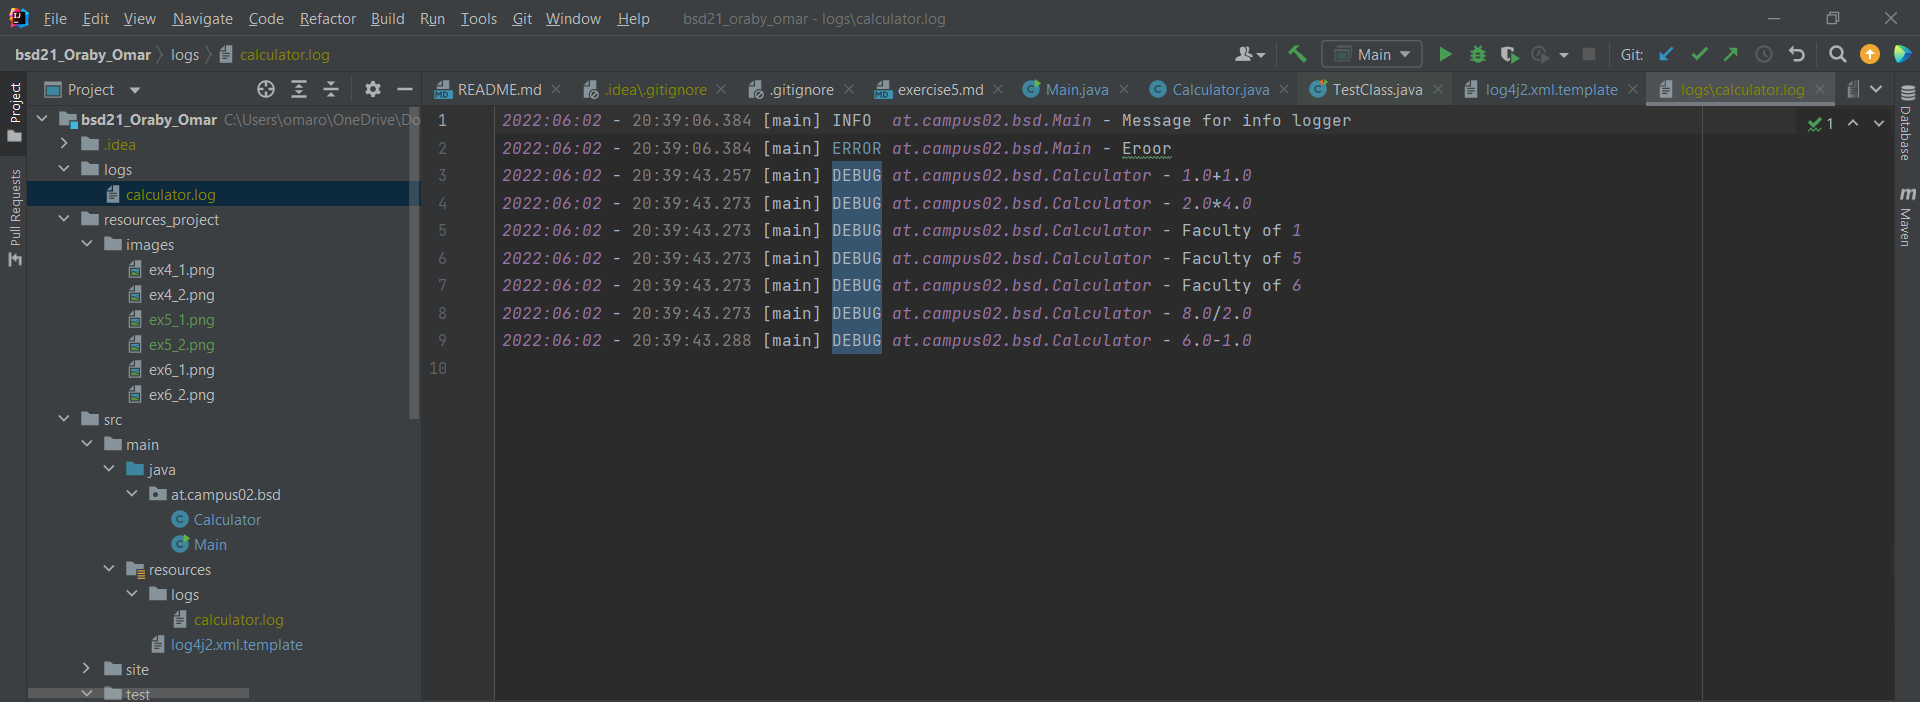 File Edit View Navigate Code Refactor Build Run Tools Git Window Help bsd21_oraby_omar - logs\calculator.log
bsd21_Oraby_Omar logs calculator.log Main Git:
Project README.md .idea\.gitignore .gitignore exercise5.md Main.java Calculator.java TestClass.java log4j2.xml.template logs\calculator.log
Project
Pull Requests
bsd21_Oraby_Omar C:\Users\omaro\OneDrive\Do
.idea
logs
calculator.log
resources_project
images
ex4_1.png
ex4_2.png
ex5_1.png
ex5_2.png
ex6_1.png
ex6_2.png
src
main
java
at.campus02.bsd
Calculator
Main
resources
logs
calculator.log
log4j2.xml.template
site
test
1 2022:06:02 - 20:39:06.384 [main] INFO  at.campus02.bsd.Main - Message for info logger
2 2022:06:02 - 20:39:06.384 [main] ERROR at.campus02.bsd.Main - Eroor
3 2022:06:02 - 20:39:43.257 [main] DEBUG at.campus02.bsd.Calculator - 1.0+1.0
4 2022:06:02 - 20:39:43.273 [main] DEBUG at.campus02.bsd.Calculator - 2.0*4.0
5 2022:06:02 - 20:39:43.273 [main] DEBUG at.campus02.bsd.Calculator - Faculty of 1
6 2022:06:02 - 20:39:43.273 [main] DEBUG at.campus02.bsd.Calculator - Faculty of 5
7 2022:06:02 - 20:39:43.273 [main] DEBUG at.campus02.bsd.Calculator - Faculty of 6
8 2022:06:02 - 20:39:43.273 [main] DEBUG at.campus02.bsd.Calculator - 8.0/2.0
9 2022:06:02 - 20:39:43.288 [main] DEBUG at.campus02.bsd.Calculator - 6.0-1.0
10
1
Database
Maven